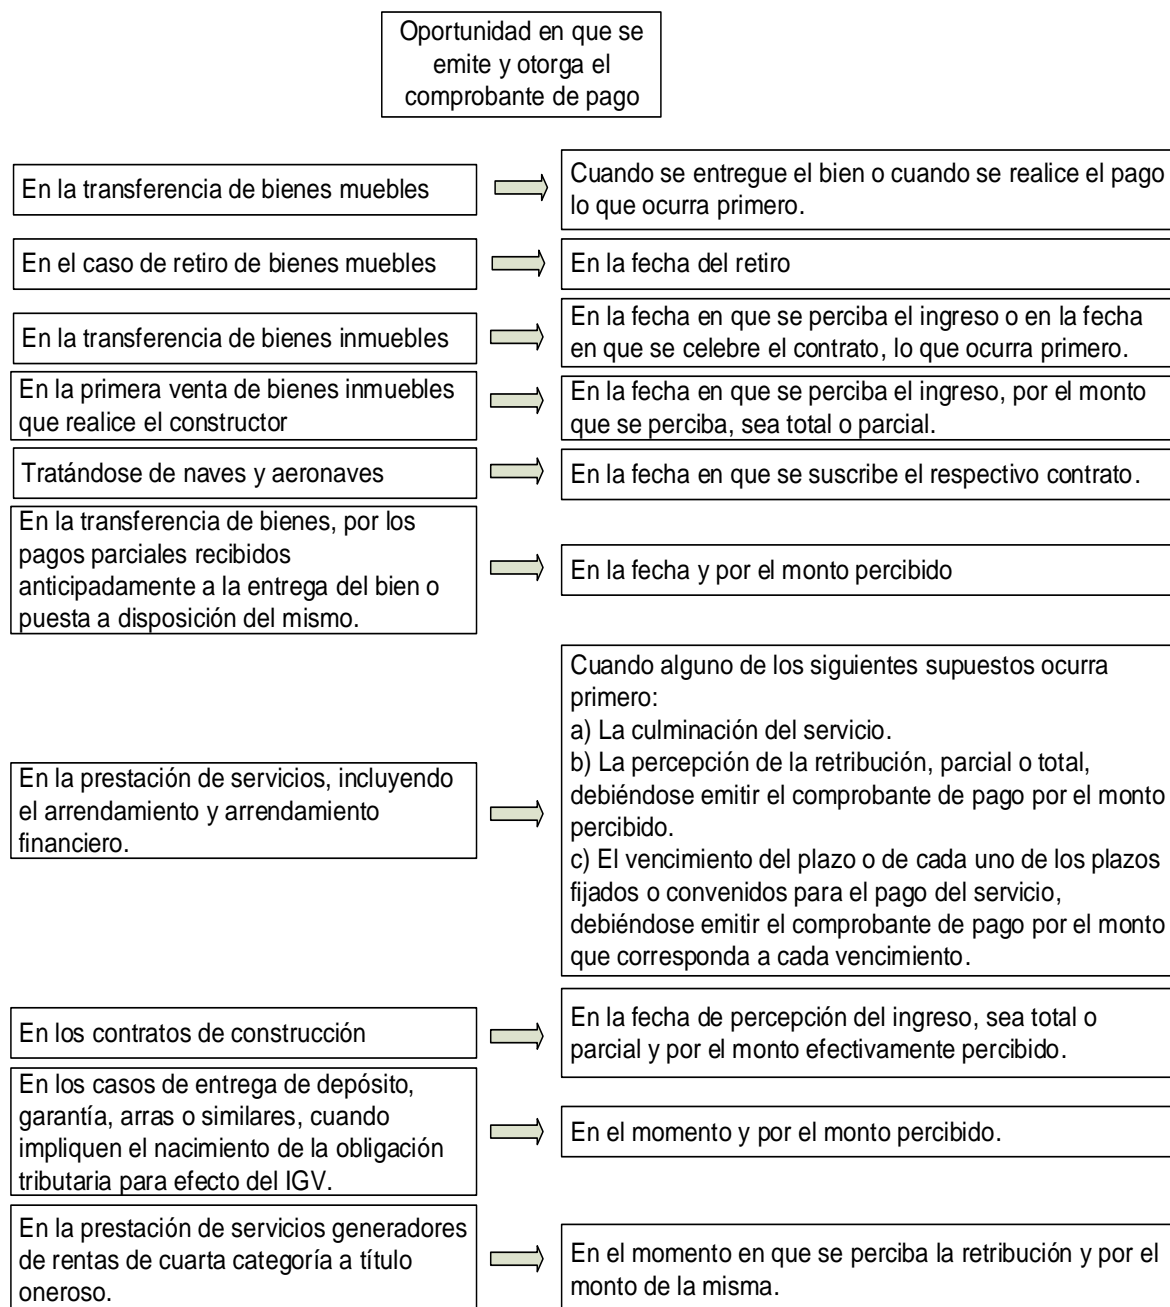 Oportunidad en que se
emite y otorga el
comprobante de pago
En la transferencia de bienes muebles
Cuando se entregue el bien o cuando se realice el pago
lo que ocurra primero.
En el caso de retiro de bienes muebles
En la fecha del retiro
En la transferencia de bienes inmuebles
En la fecha en que se perciba el ingreso o en la fecha
en que se celebre el contrato, lo que ocurra primero.
En la primera venta de bienes inmuebles
que realice el constructor
En la fecha en que se perciba el ingreso, por el monto
que se perciba, sea total o parcial.
Tratándose de naves y aeronaves
En la fecha en que se suscribe el respectivo contrato.
En la transferencia de bienes, por los
pagos parciales recibidos
anticipadamente a la entrega del bien o
puesta a disposición del mismo.
En la fecha y por el monto percibido
En la prestación de servicios, incluyendo
el arrendamiento y arrendamiento
financiero.
Cuando alguno de los siguientes supuestos ocurra
primero:
a) La culminación del servicio.
b) La percepción de la retribución, parcial o total,
debiéndose emitir el comprobante de pago por el monto
percibido.
c) El vencimiento del plazo o de cada uno de los plazos
fijados o convenidos para el pago del servicio,
debiéndose emitir el comprobante de pago por el monto
que corresponda a cada vencimiento.
En los contratos de construcción
En la fecha de percepción del ingreso, sea total o
parcial y por el monto efectivamente percibido.
En los casos de entrega de depósito,
garantía, arras o similares, cuando
impliquen el nacimiento de la obligación
tributaria para efecto del IGV.
En el momento y por el monto percibido.
En la prestación de servicios generadores
de rentas de cuarta categoría a título
oneroso.
En el momento en que se perciba la retribución y por el
monto de la misma.